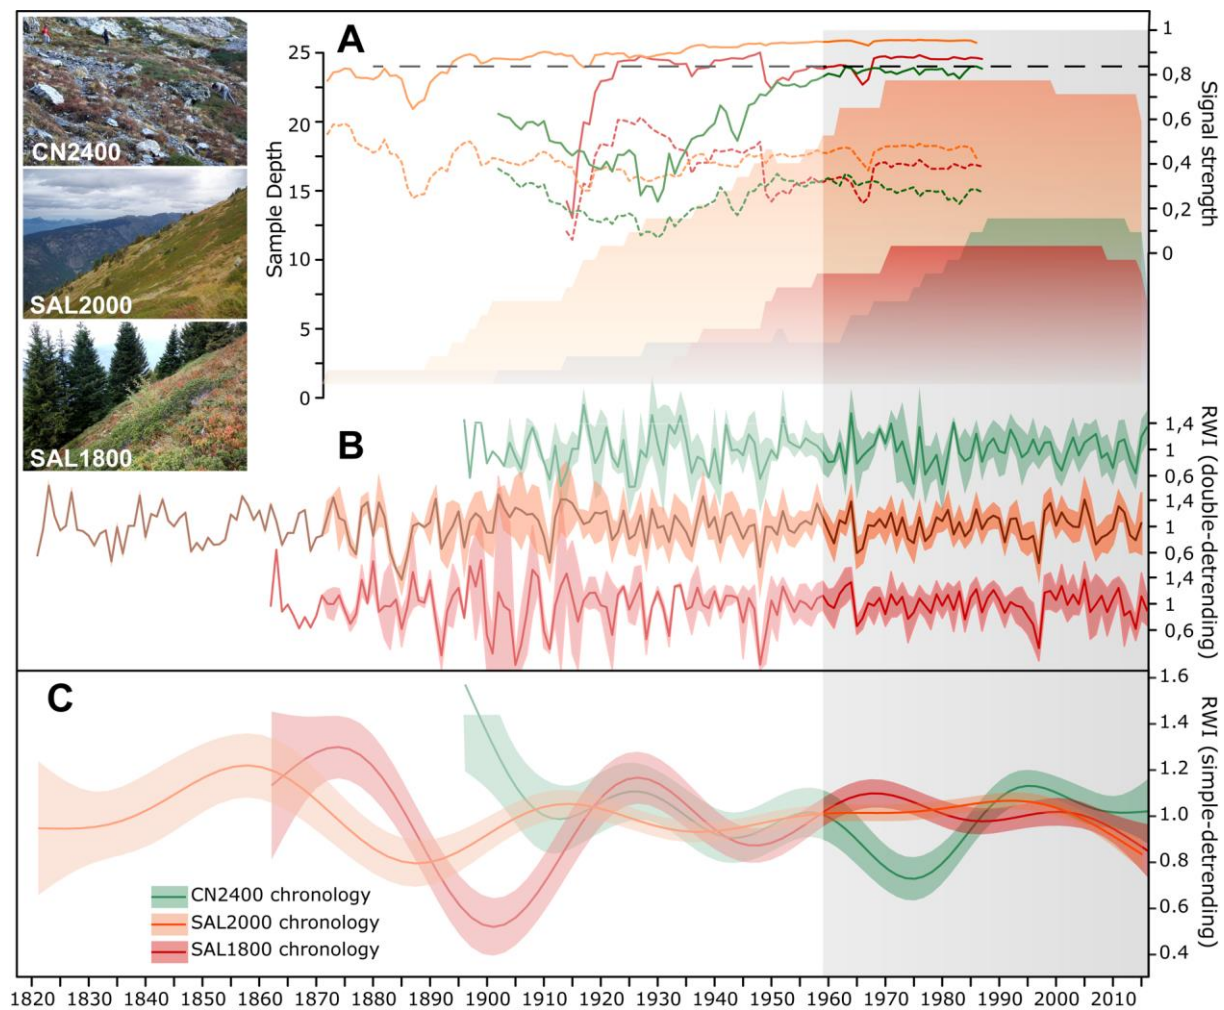 CN2400
SAL2000
SAL1800
A
25
20
15
10
5
0
Sample Depth
1
0,8
0,6
0,4
0,2
0
Signal strength
B
1,4
1
0,6
1,4
1
0,6
1,4
1
0,6
RWI (double-detrending)
C
1.6
1.4
1.2
1.0
0.8
0.6
0.4
RWI (simple-detrending)
CN2400 chronology
SAL2000 chronology
SAL1800 chronology
1820 1830 1840 1850 1860 1870 1880 1890 1900 1910 1920 1930 1940 1950 1960 1970 1980 1990 2000 2010